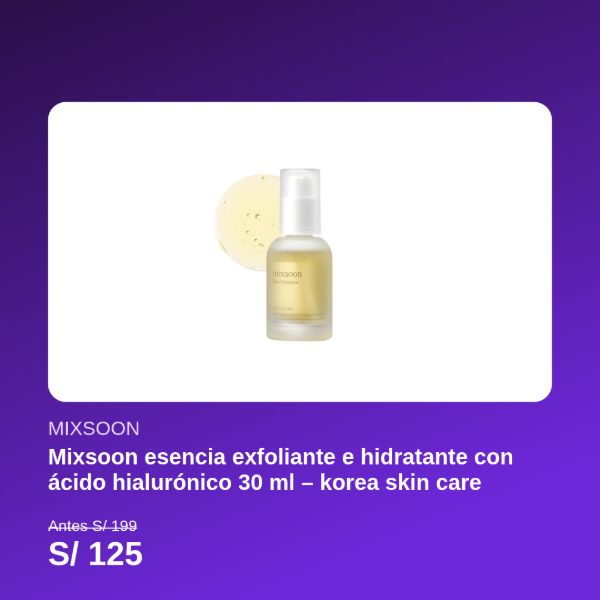 mixsoon
MIXSOON
Mixsoon esencia exfoliante e hidratante con
ácido hialurónico 30 ml – korea skin care
Antes S/ 199
S/ 125